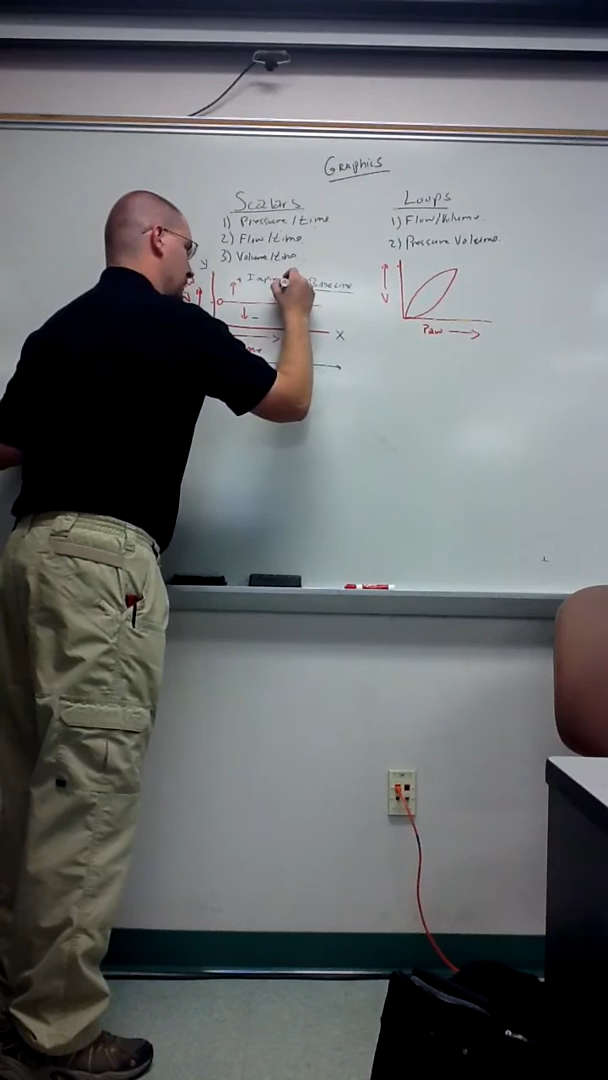 Graphics
Scalars
1) Pressure/time
2) Flow/time
3) Volume/time
Loops
1) Flow/Volume
2) Pressure Volume
y
+
Baseline
-
x
V
Paw